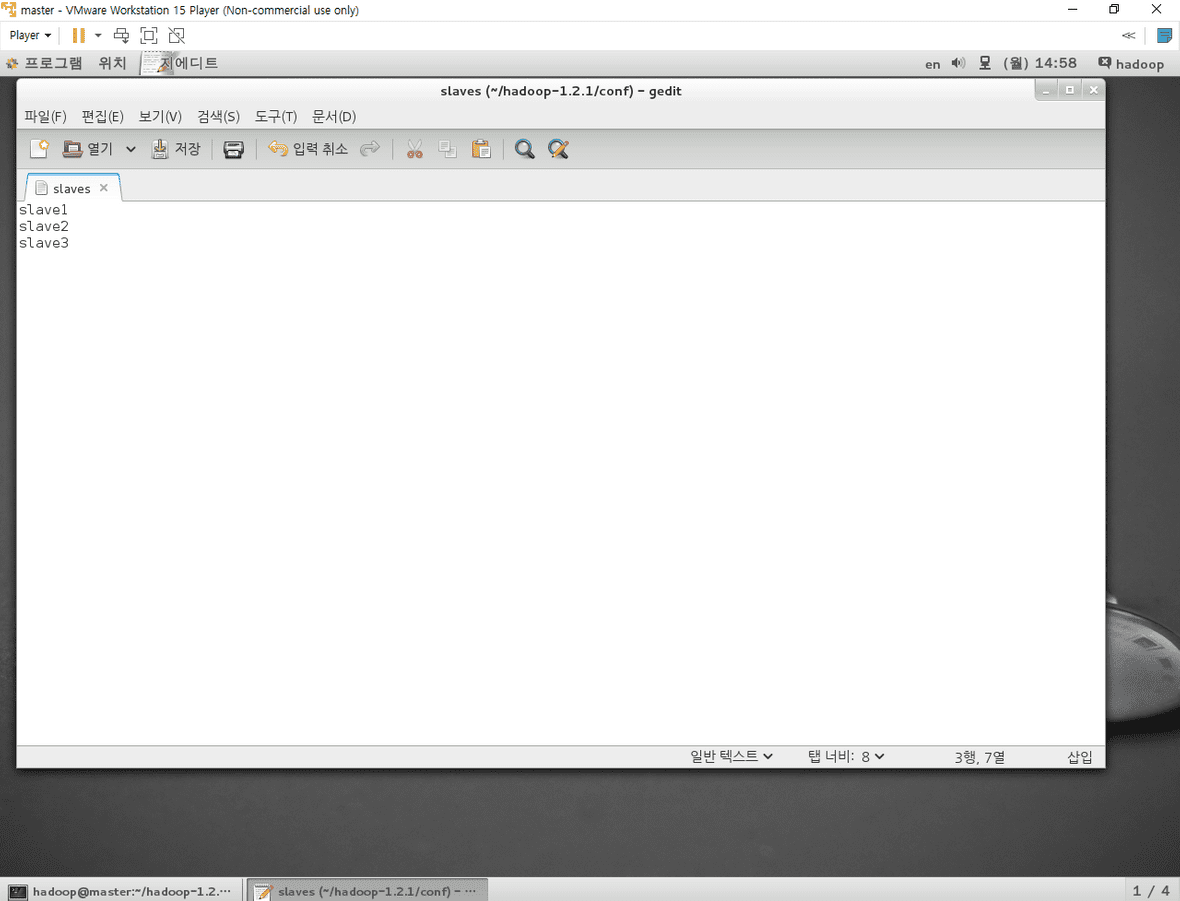 master - VMware Workstation 15 Player (Non-commercial use only)
Player
프로그램 위치 지에디트 en (월) 14:58 hadoop
slaves (~/hadoop-1.2.1/conf) - gedit
파일(F) 편집(E) 보기(V) 검색(S) 도구(T) 문서(D)
열기 저장 입력 취소
slaves
slave1
slave2
slave3
일반 텍스트 탭 너비: 8 3행, 7열 삽입
hadoop@master:~/hadoop-1.2.… slaves (~/hadoop-1.2.1/conf) - … 1 / 4